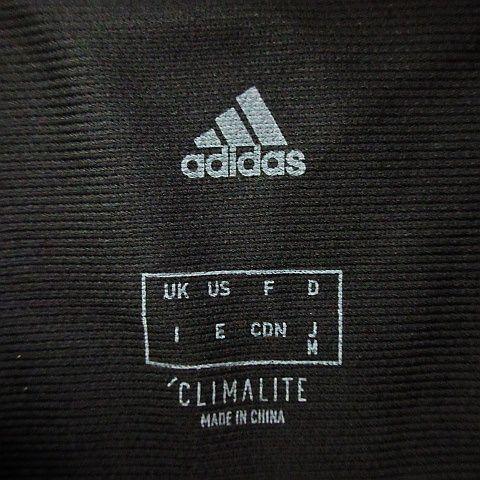 adidas
UK US F D
I E CDN J
M
CLIMALITE
MADE IN CHINA